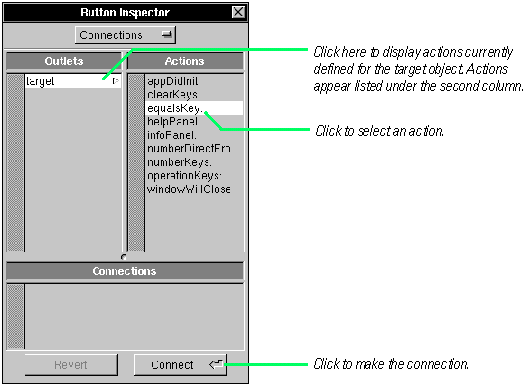 Button Inspector
Connections
Outlets
Actions
target
appDidInit
clearKeys
equalsKey:
helpPanel
infoPanel:
numberDirectEro
numberKeys:
operationKeys:
windowWillClose
Connections
Revert
Connect
Click here to display actions currently
defined for the target object. Actions
appear listed under the second column.
Click to select an action.
Click to make the connection.